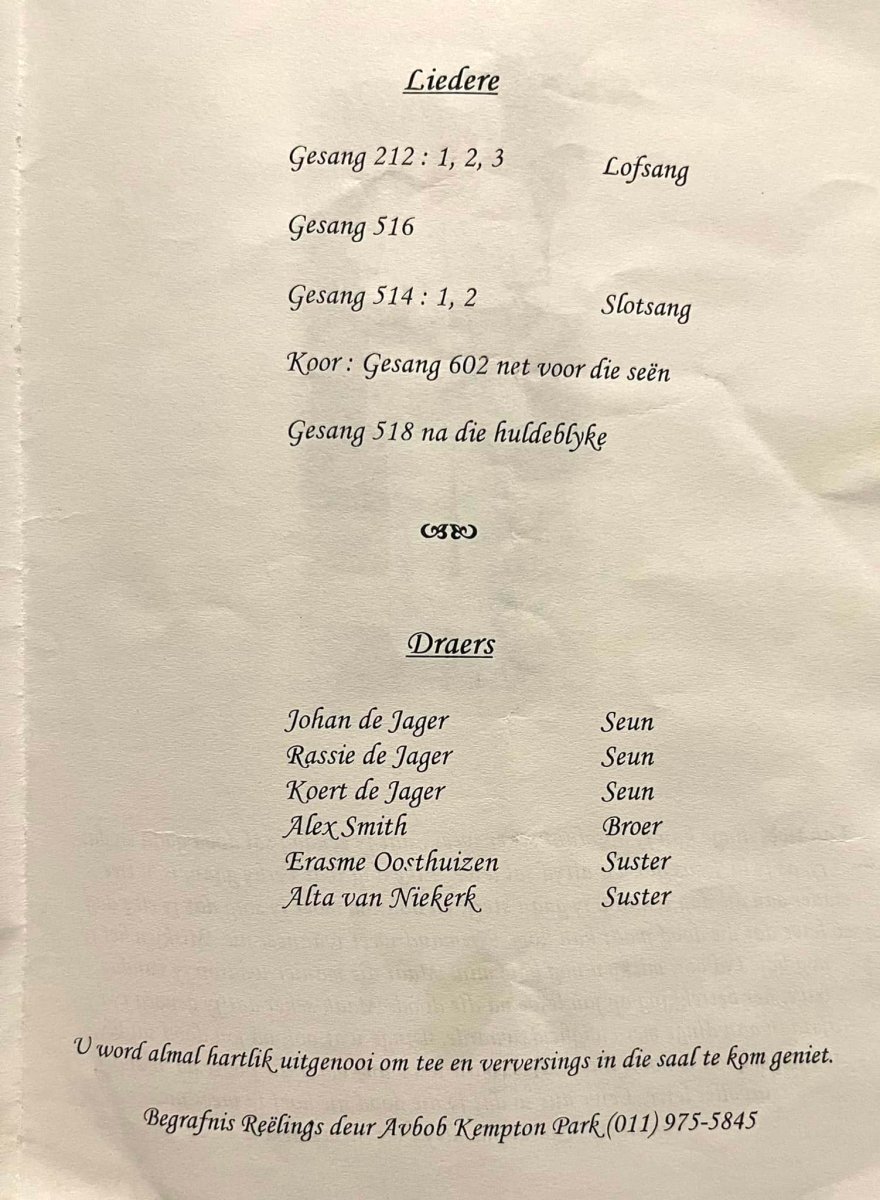 Liedere
Gesang 212 : 1, 2, 3 Lofsang
Gesang 516
Gesang 514 : 1, 2 Slotsang
Koor : Gesang 602 net voor die seën
Gesang 518 na die huldeblyke
Draers
Johan de Jager Seun
Rassie de Jager Seun
Koert de Jager Seun
Alex Smith Broer
Erasme Oosthuizen Suster
Alta van Niekerk Suster
U word almal hartlik uitgenooi om tee en verversings in die saal te kom geniet.
Begrafnis Reëlings deur Avbob Kempton Park (011) 975-5845